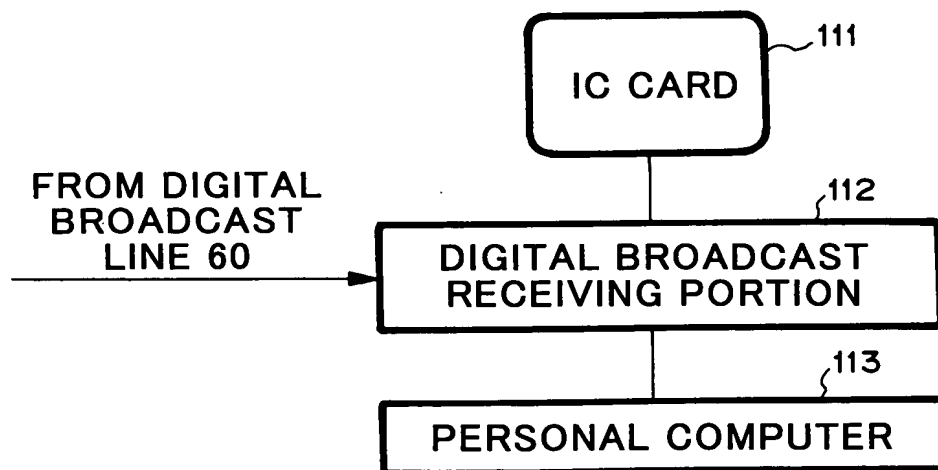 111
IC CARD
FROM DIGITAL
BROADCAST
LINE 60
112
DIGITAL BROADCAST
RECEIVING PORTION
113
PERSONAL COMPUTER